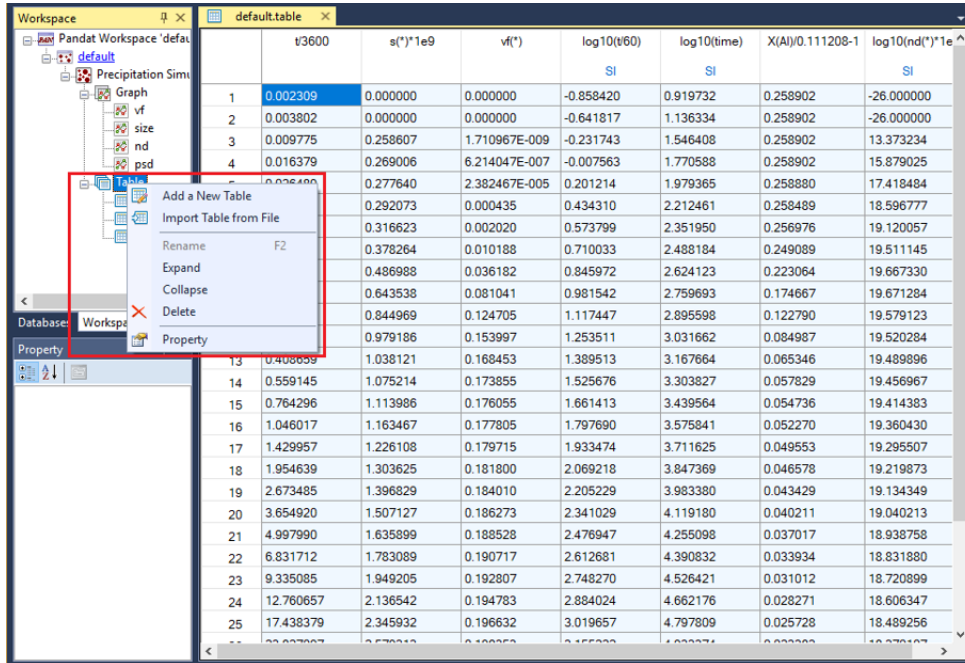 Workspace
default.table
Pandat Workspace 'defau
default
Precipitation Simu
Graph
vf
size
nd
psd
Table
Add a New Table
Import Table from File
Rename F2
Expand
Collapse
Delete
Property
Databases Workspa
Property
t/3600 s(*)*1e9 vf(*) log10(t/60) log10(time) X(Al)/0.111208-1 log10(nd(*)*1e
SI SI SI
1 0.002309 0.000000 0.000000 -0.858420 0.919732 0.258902 -26.000000
2 0.003802 0.000000 0.000000 -0.641817 1.136334 0.258902 -26.000000
3 0.009775 0.258607 1.710967E-009 -0.231743 1.546408 0.258902 13.373234
4 0.016379 0.269006 6.214047E-007 -0.007563 1.770588 0.258902 15.879025
0.277640 2.382467E-005 0.201214 1.979365 0.258880 17.418484
0.292073 0.000435 0.434310 2.212461 0.258489 18.596777
0.316623 0.002020 0.573799 2.351950 0.256976 19.120057
0.378264 0.010188 0.710033 2.488184 0.249089 19.511145
0.486988 0.036182 0.845972 2.624123 0.223064 19.667330
0.643538 0.081041 0.981542 2.759693 0.174667 19.671284
0.844969 0.124705 1.117447 2.895598 0.122790 19.579123
0.979186 0.153997 1.253511 3.031662 0.084987 19.520284
13 0.408659 1.038121 0.168453 1.389513 3.167664 0.065346 19.489896
14 0.559145 1.075214 0.173855 1.525676 3.303827 0.057829 19.456967
15 0.764296 1.113986 0.176055 1.661413 3.439564 0.054736 19.414383
16 1.046017 1.163467 0.177805 1.797690 3.575841 0.052270 19.360430
17 1.429957 1.226108 0.179715 1.933474 3.711625 0.049553 19.295507
18 1.954639 1.303625 0.181800 2.069218 3.847369 0.046578 19.219873
19 2.673485 1.396829 0.184010 2.205229 3.983380 0.043429 19.134349
20 3.654920 1.507127 0.186273 2.341029 4.119180 0.040211 19.040213
21 4.997990 1.635899 0.188528 2.476947 4.255098 0.037017 18.938758
22 6.831712 1.783089 0.190717 2.612681 4.390832 0.033934 18.831880
23 9.335085 1.949205 0.192807 2.748270 4.526421 0.031012 18.720899
24 12.760657 2.136542 0.194783 2.884024 4.662176 0.028271 18.606347
25 17.438379 2.345932 0.196632 3.019657 4.797809 0.025728 18.489256